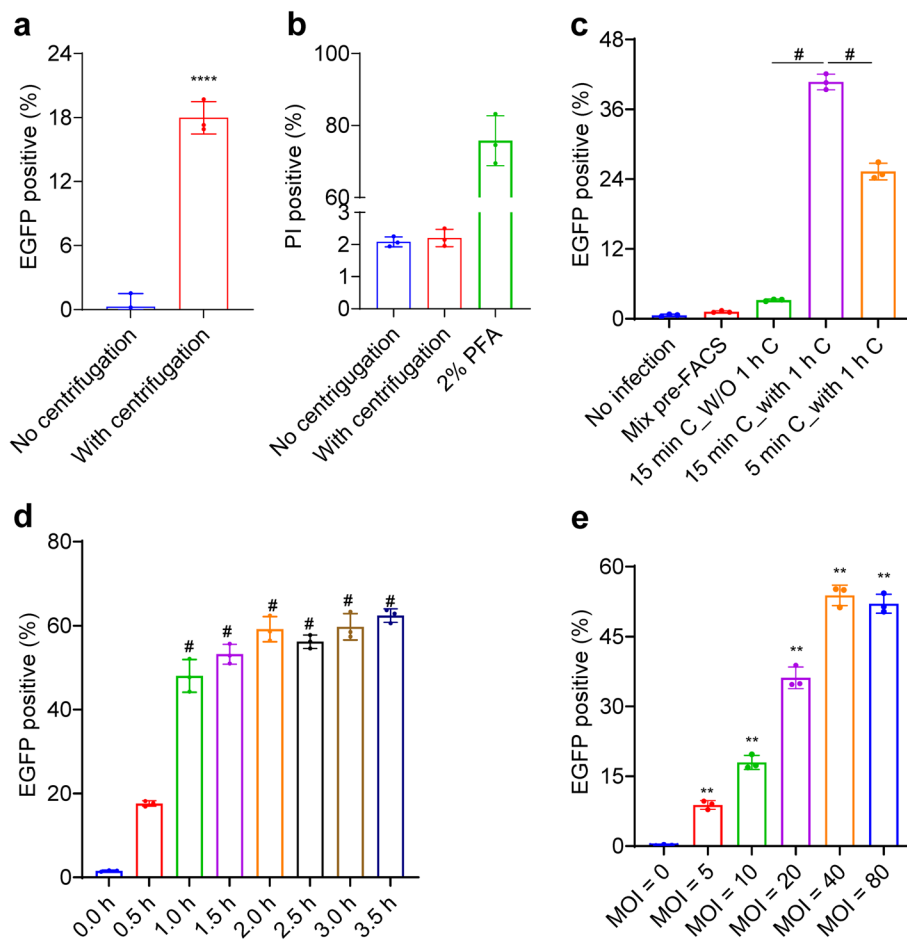 a
EGFP positive (%)
24
18
12
6
0
****
No centrifugation
With centrifugation
b
PI positive (%)
100
80
60
3
2
1
0
No centrigugation
With centrifugation
2% PFA
c
EGFP positive (%)
48
36
24
12
0
# #
No infection
Mix pre-FACS
15 min C_W/O 1 h C
15 min C_with 1 h C
5 min C_with 1 h C
d
EGFP positive (%)
80
60
40
20
0
# # # # # #
0.0 h
0.5 h
1.0 h
1.5 h
2.0 h
2.5 h
3.0 h
3.5 h
e
EGFP positive (%)
60
45
30
15
0
** ** ** ** **
MOI = 0
MOI = 5
MOI = 10
MOI = 20
MOI = 40
MOI = 80